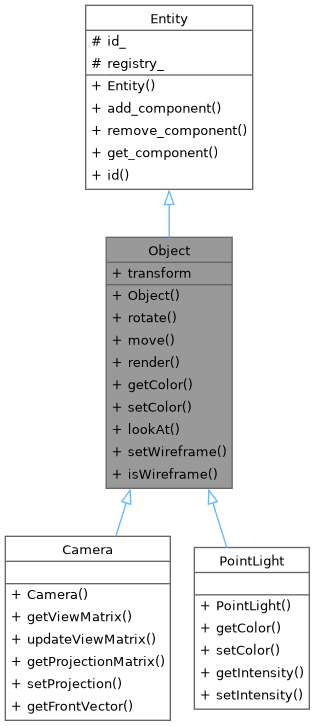 Entity
# id_
# registry_
+ Entity()
+ add_component()
+ remove_component()
+ get_component()
+ id()
Object
+ transform
+ Object()
+ rotate()
+ move()
+ render()
+ getColor()
+ setColor()
+ lookAt()
+ setWireframe()
+ isWireframe()
Camera
+ Camera()
+ getViewMatrix()
+ updateViewMatrix()
+ getProjectionMatrix()
+ setProjection()
+ getFrontVector()
PointLight
+ PointLight()
+ getColor()
+ setColor()
+ getIntensity()
+ setIntensity()